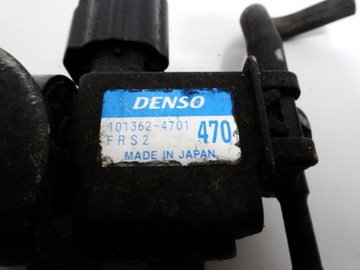 DENSO
101362-4701
FRS2 470
MADE IN JAPAN